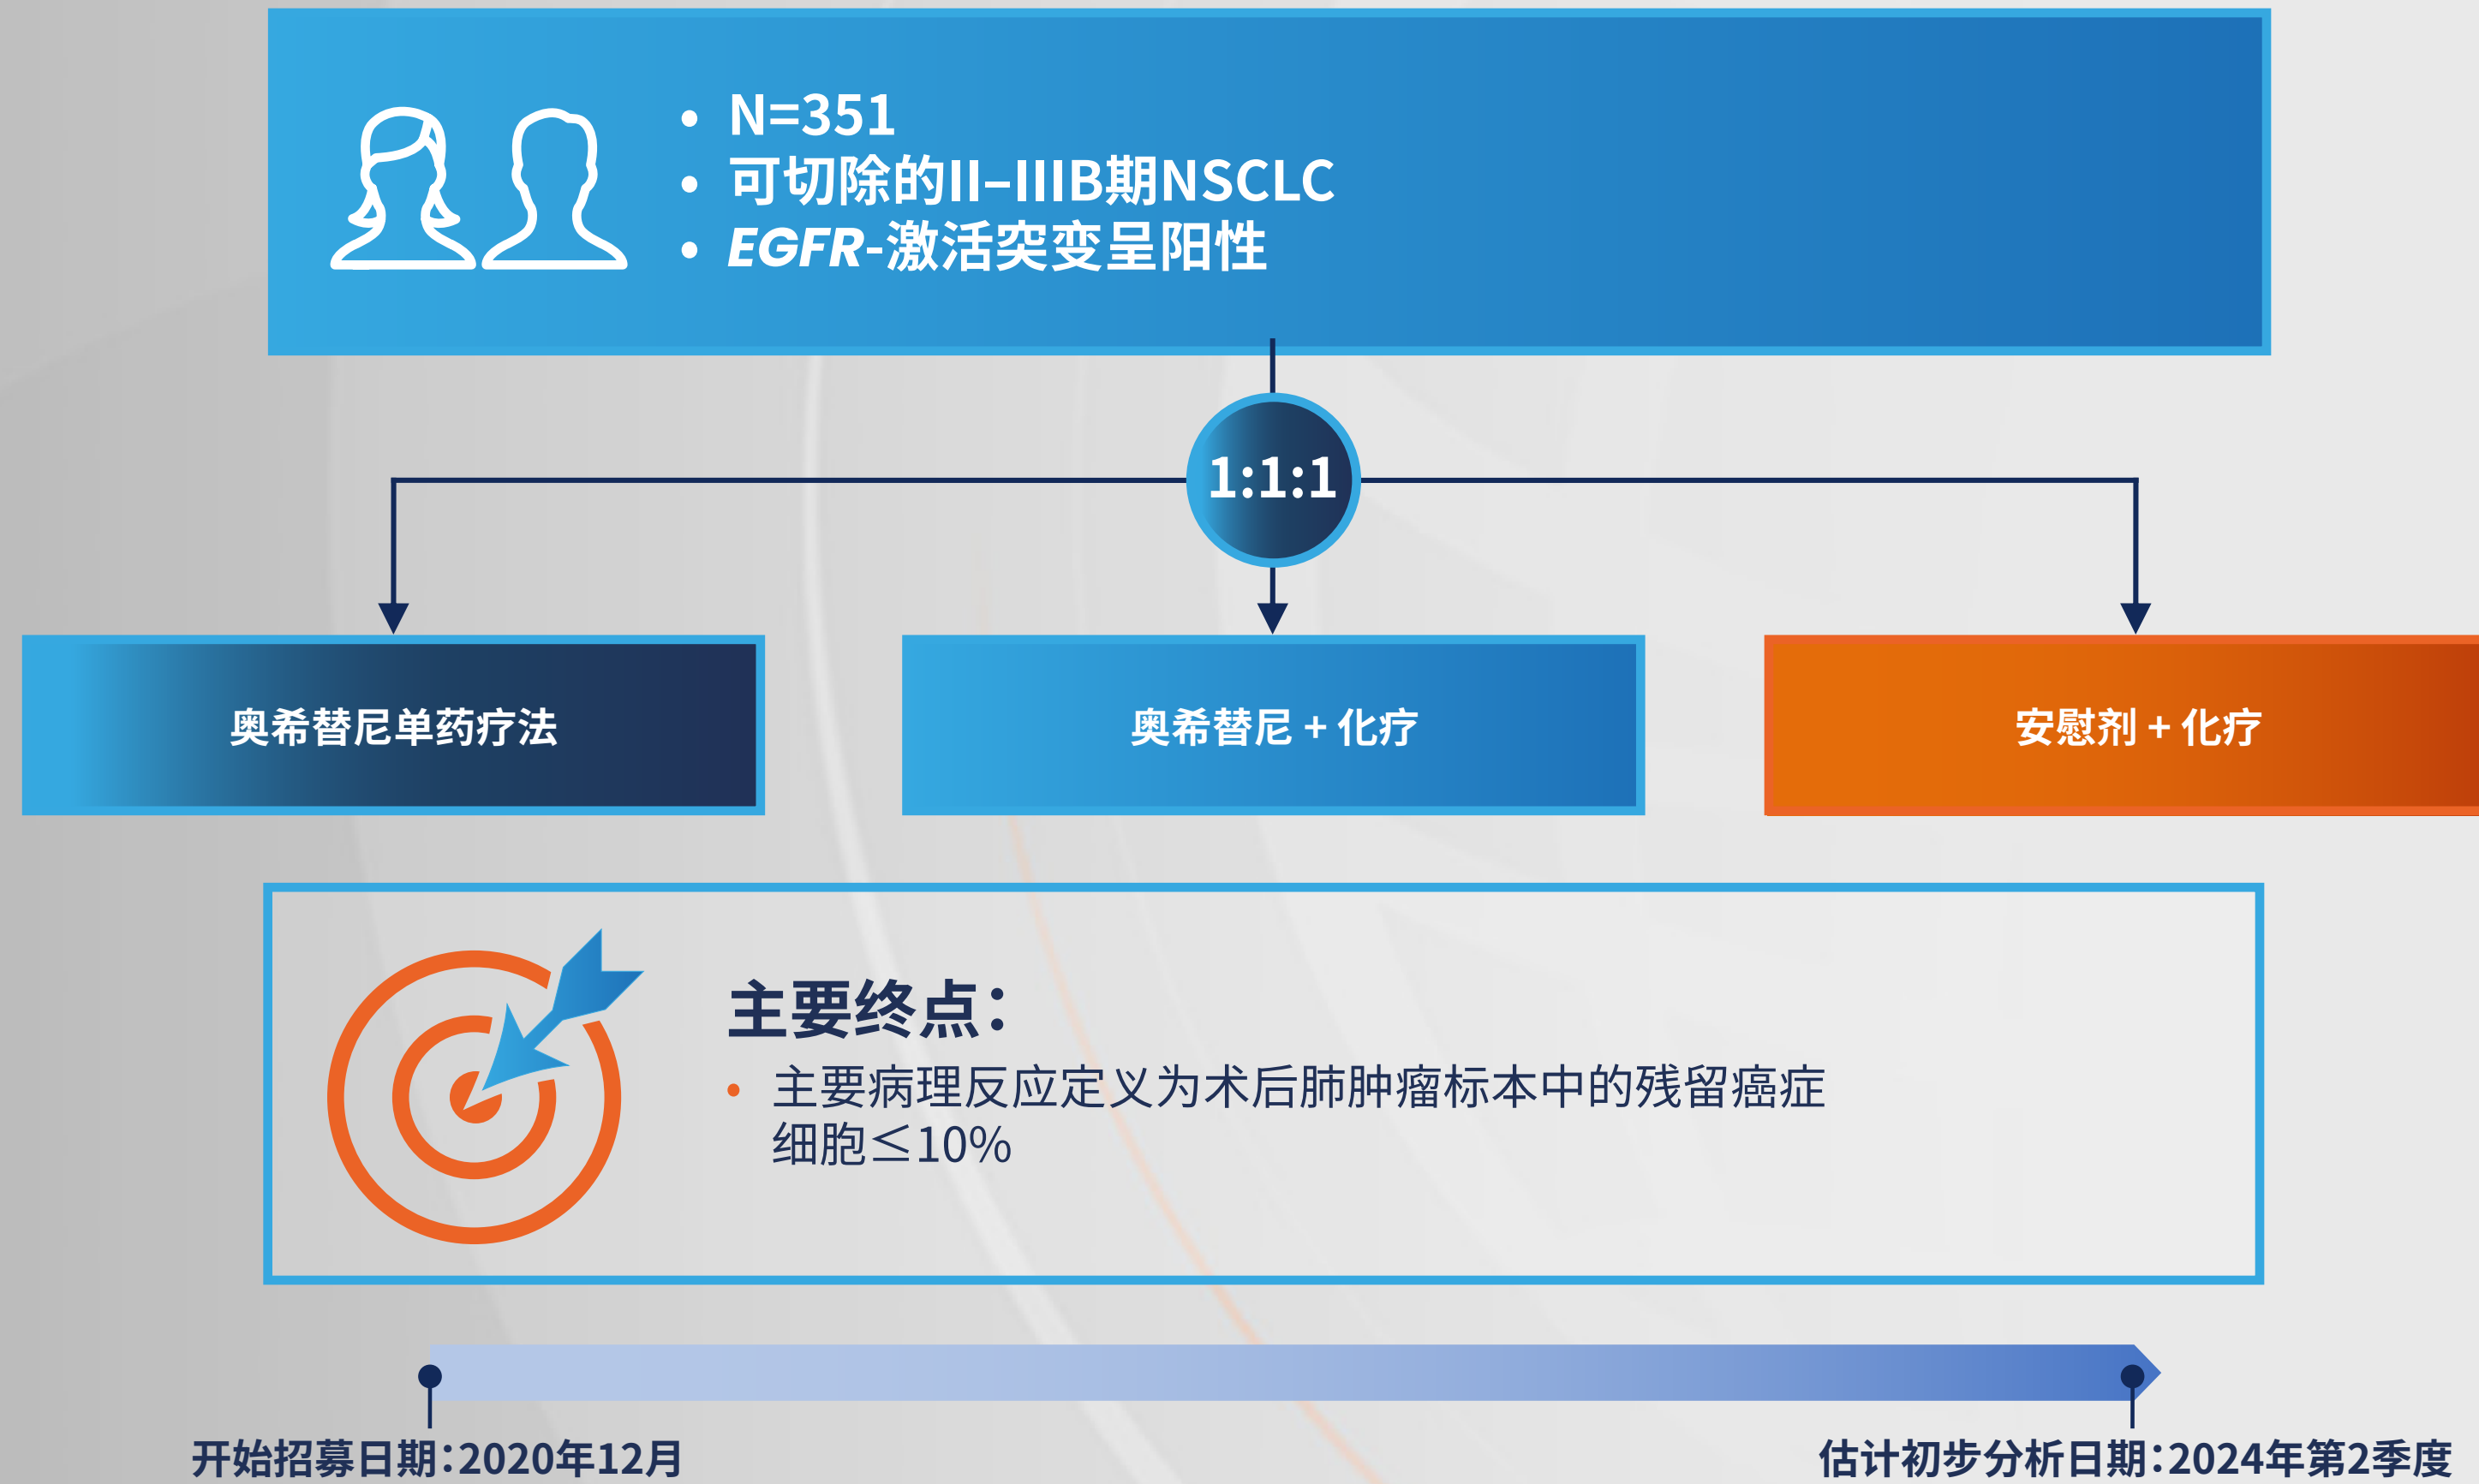 • N=351
• 可切除的II–IIIB期NSCLC
• EGFR-激活突变呈阳性
1:1:1
奥希替尼单药疗法
奥希替尼 + 化疗
安慰剂 + 化疗
主要终点：
• 主要病理反应定义为术后肺肿瘤标本中的残留癌症
细胞≤10%
开始招募日期：2020年12月
估计初步分析日期：2024年第2季度